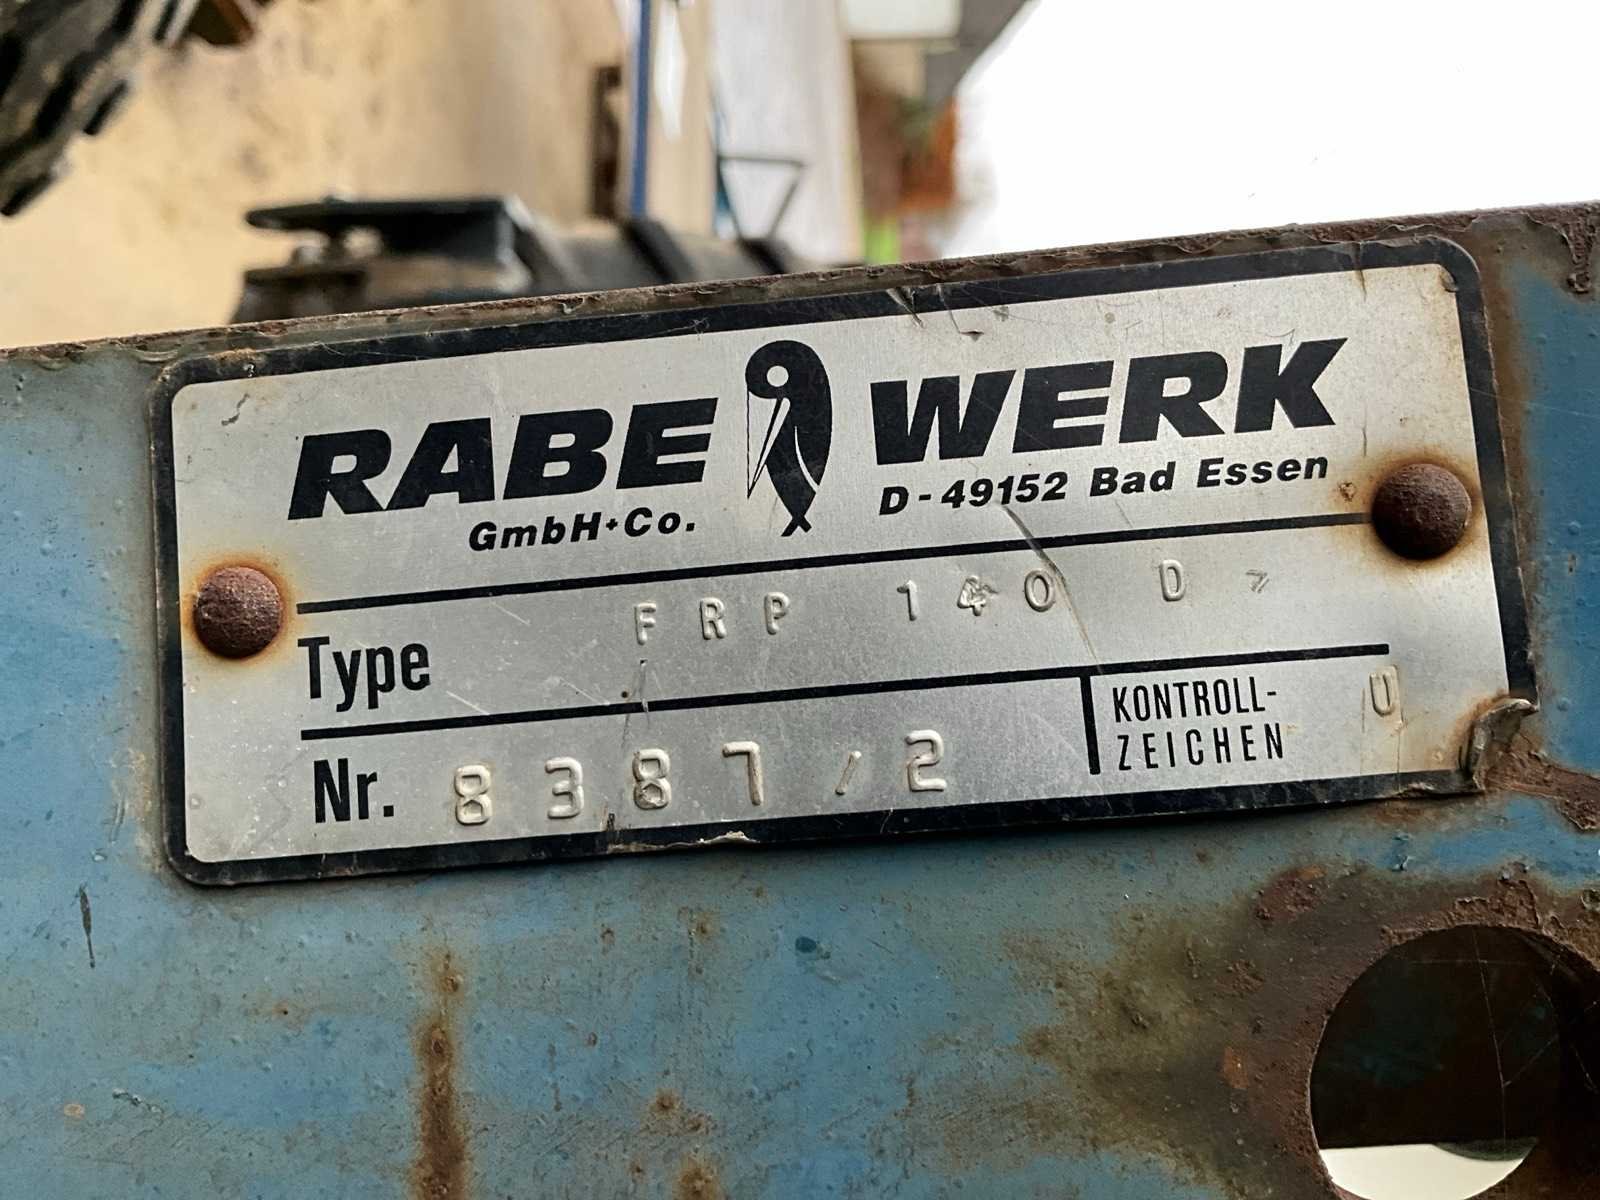 RABE WERK
GmbH+Co. D-49152 Bad Essen
Type FRP 140 D
Nr. 8387/2
KONTROLL-
ZEICHEN U